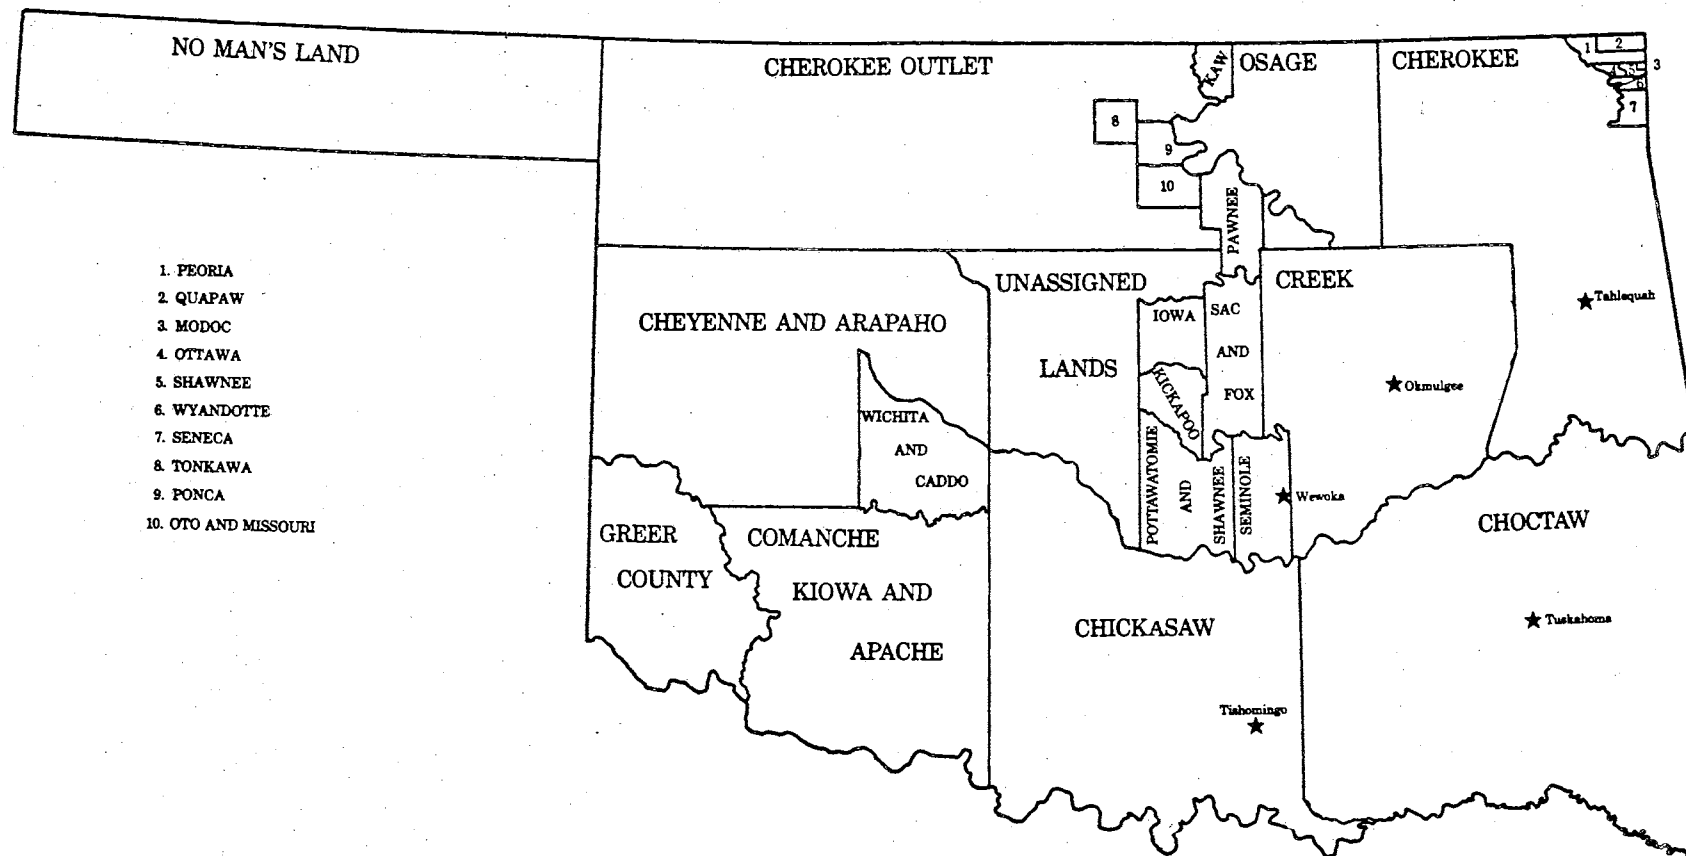 NO MAN'S LAND
CHEROKEE OUTLET
KAW
OSAGE
CHEROKEE
1
2
3
4
5
6
7
8
9
10
PAWNEE
1. PEORIA
2. QUAPAW
3. MODOC
4. OTTAWA
5. SHAWNEE
6. WYANDOTTE
7. SENECA
8. TONKAWA
9. PONCA
10. OTO AND MISSOURI
CHEYENNE AND ARAPAHO
UNASSIGNED
LANDS
IOWA
SAC
AND
FOX
KICKAPOO
CREEK
Tahlequah
Okmulgee
WICHITA
AND
CADDO
POTTAWATOMIE
AND
SHAWNEE
SEMINOLE
Wewoka
GREER
COUNTY
COMANCHE
KIOWA AND
APACHE
CHICKASAW
Tishomingo
CHOCTAW
Tuskahoma